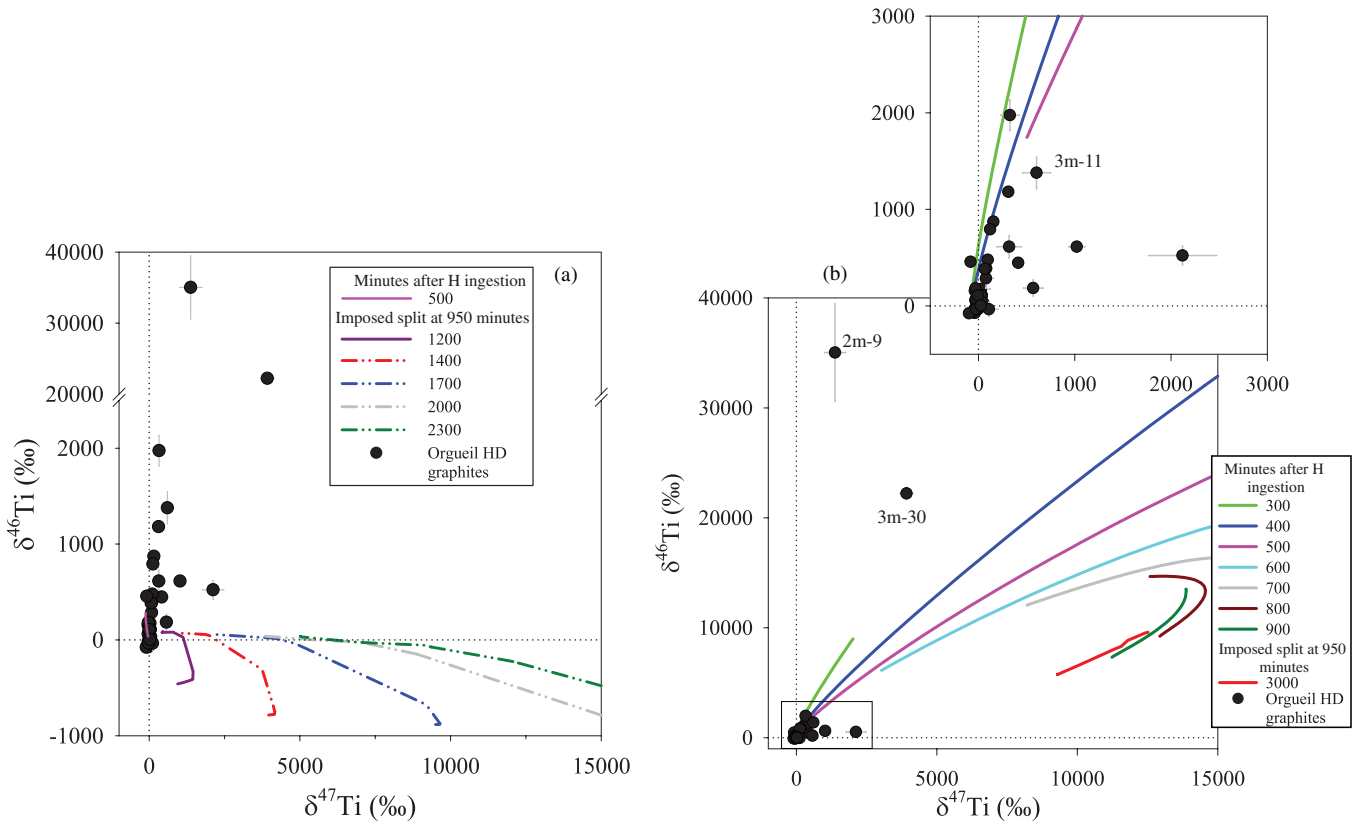 40000
30000
20000
2000
1000
0
-1000
δ46Ti (‰)
0
5000
10000
15000
δ47Ti (‰)
(a)
Minutes after H ingestion
500
Imposed split at 950 minutes
1200
1400
1700
2000
2300
Orgueil HD
graphites
(b)
3000
2000
1000
0
0
1000
2000
3000
3m-11
40000
30000
20000
10000
0
δ46Ti (‰)
0
5000
10000
15000
δ47Ti (‰)
2m-9
3m-30
Minutes after H
ingestion
300
400
500
600
700
800
900
Imposed split at 950
minutes
3000
Orgueil HD
graphites